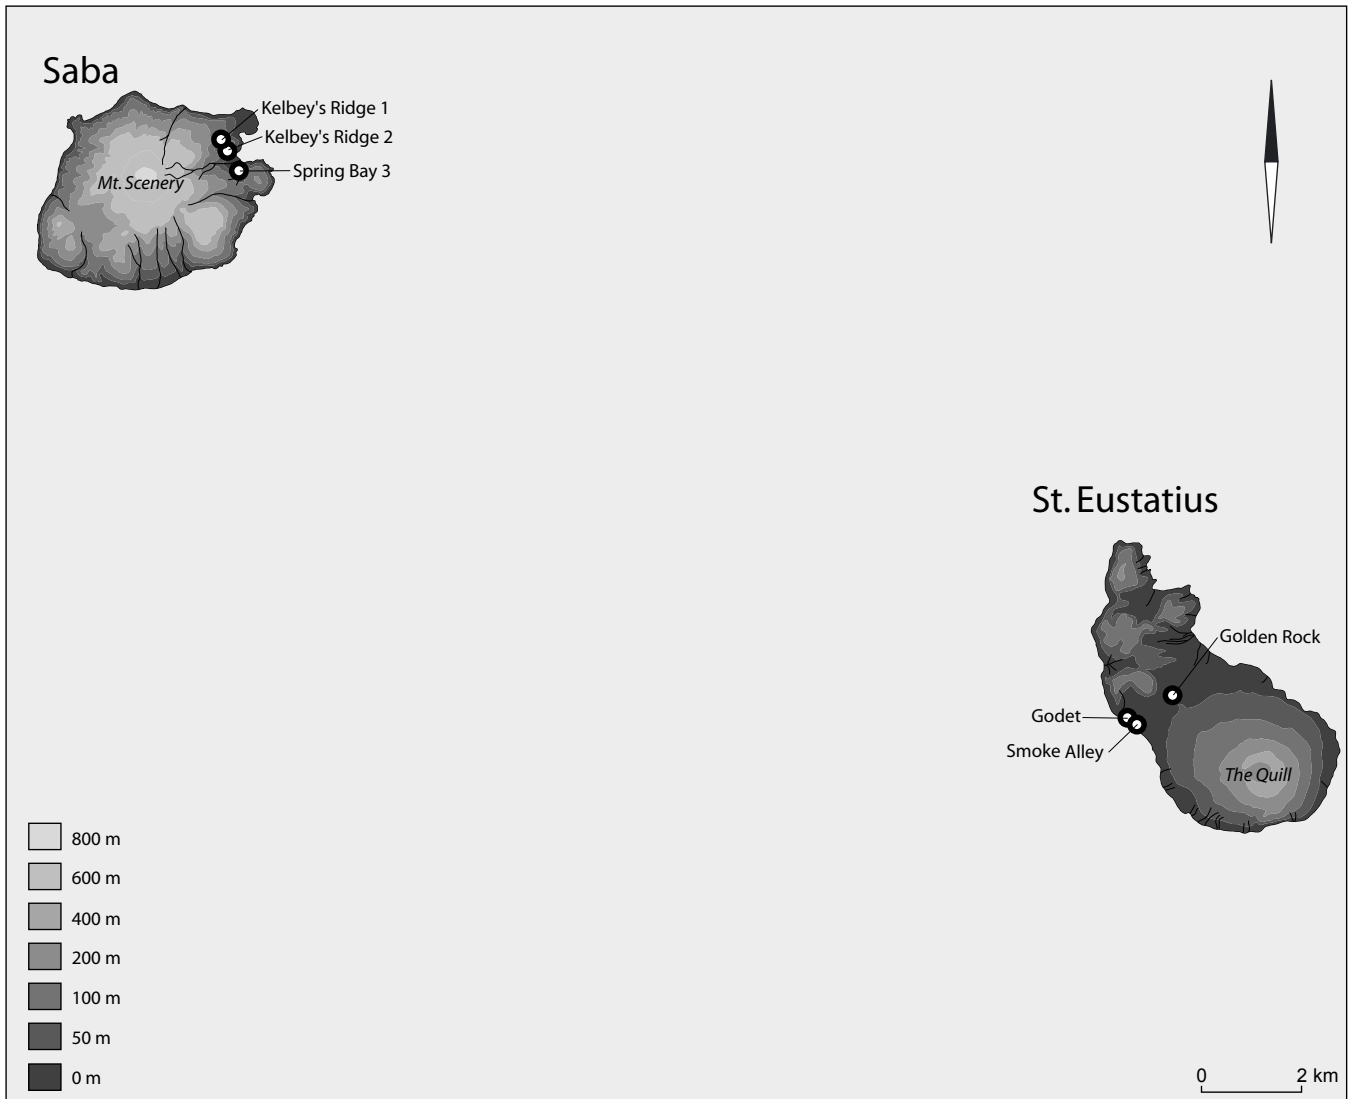 Saba
Kelbey's Ridge 1
Kelbey's Ridge 2
Spring Bay 3
Mt. Scenery
St. Eustatius
Golden Rock
Godet
Smoke Alley
The Quill
800 m
600 m
400 m
200 m
100 m
50 m
0 m
0 2 km